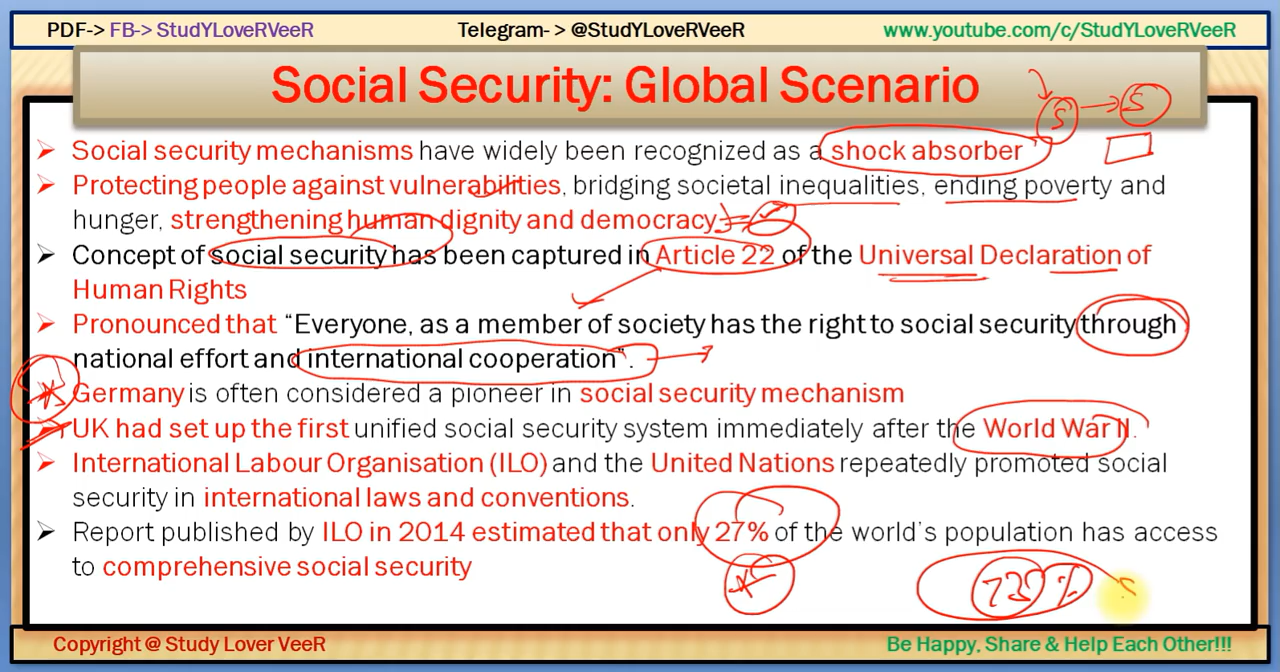 PDF-> FB-> StudYLoveRVeeR Telegram- > @StudYLoveRVeeR www.youtube.com/c/StudYLoveRVeeR
Social Security: Global Scenario
S → S
Social security mechanisms have widely been recognized as a shock absorber
Protecting people against vulnerabilities, bridging societal inequalities, ending poverty and
hunger, strengthening human dignity and democracy
Concept of social security has been captured in Article 22 of the Universal Declaration of
Human Rights
Pronounced that “Everyone, as a member of society has the right to social security through
national effort and international cooperation”.
Germany is often considered a pioneer in social security mechanism
UK had set up the first unified social security system immediately after the World War II.
International Labour Organisation (ILO) and the United Nations repeatedly promoted social
security in international laws and conventions.
Report published by ILO in 2014 estimated that only 27% of the world’s population has access
to comprehensive social security
73%
Copyright @ Study Lover VeeR Be Happy, Share & Help Each Other!!!